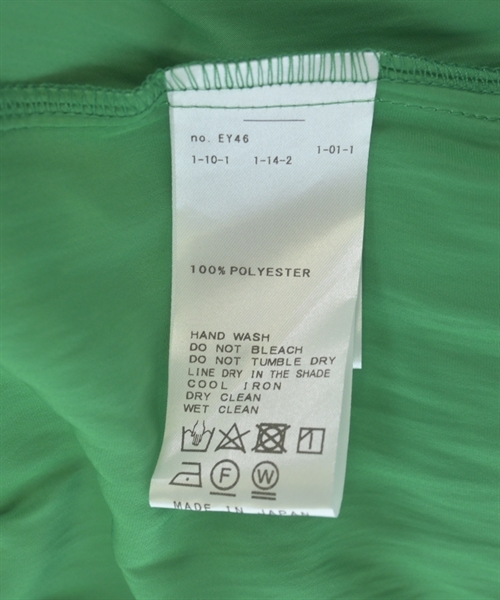 no. EY46
1-10-1 1-14-2 1-01-1
100% POLYESTER
HAND WASH
DO NOT BLEACH
DO NOT TUMBLE DRY
LINE DRY IN THE SHADE
COOL IRON
DRY CLEAN
WET CLEAN
F W
MADE IN JAPAN